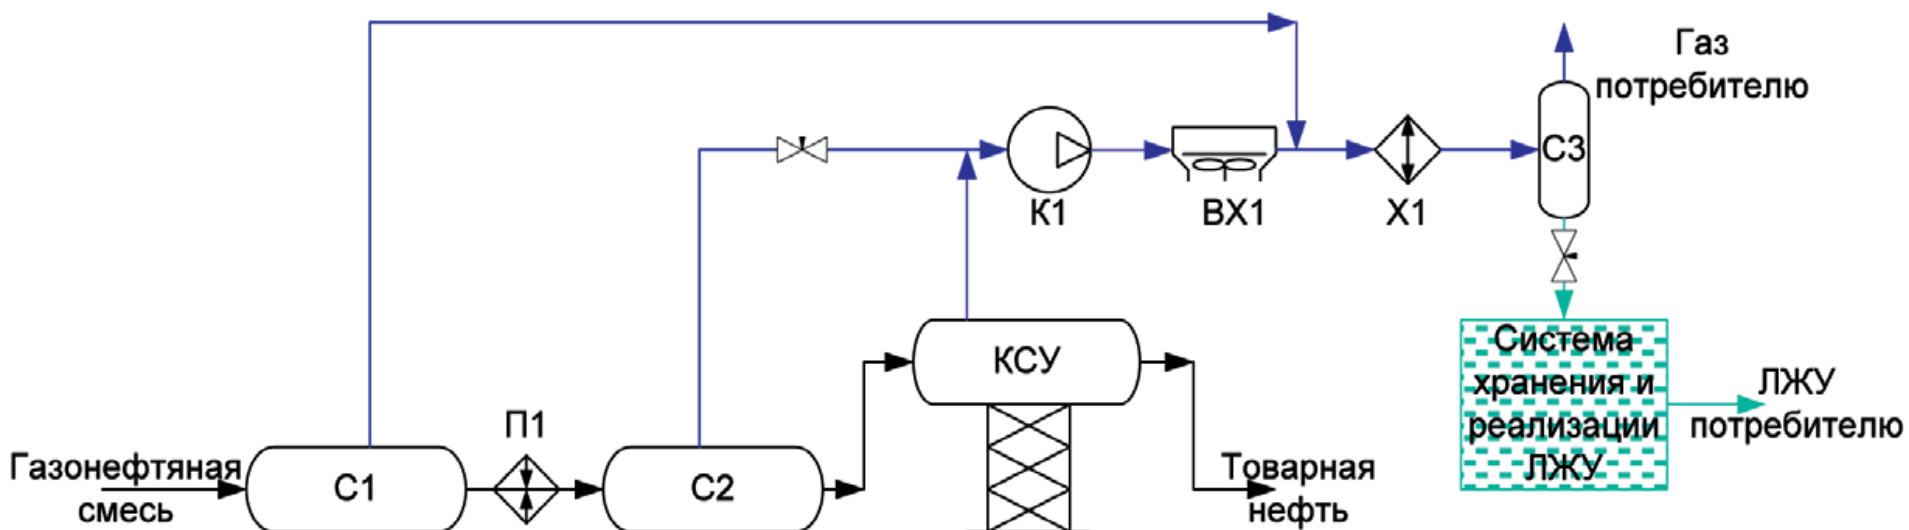 Газ
потребителю
С3
К1
ВХ1
Х1
КСУ
Система
хранения и
реализации
ЛЖУ
ЛЖУ
потребителю
П1
Газонефтяная
смесь
С1
С2
Товарная
нефть